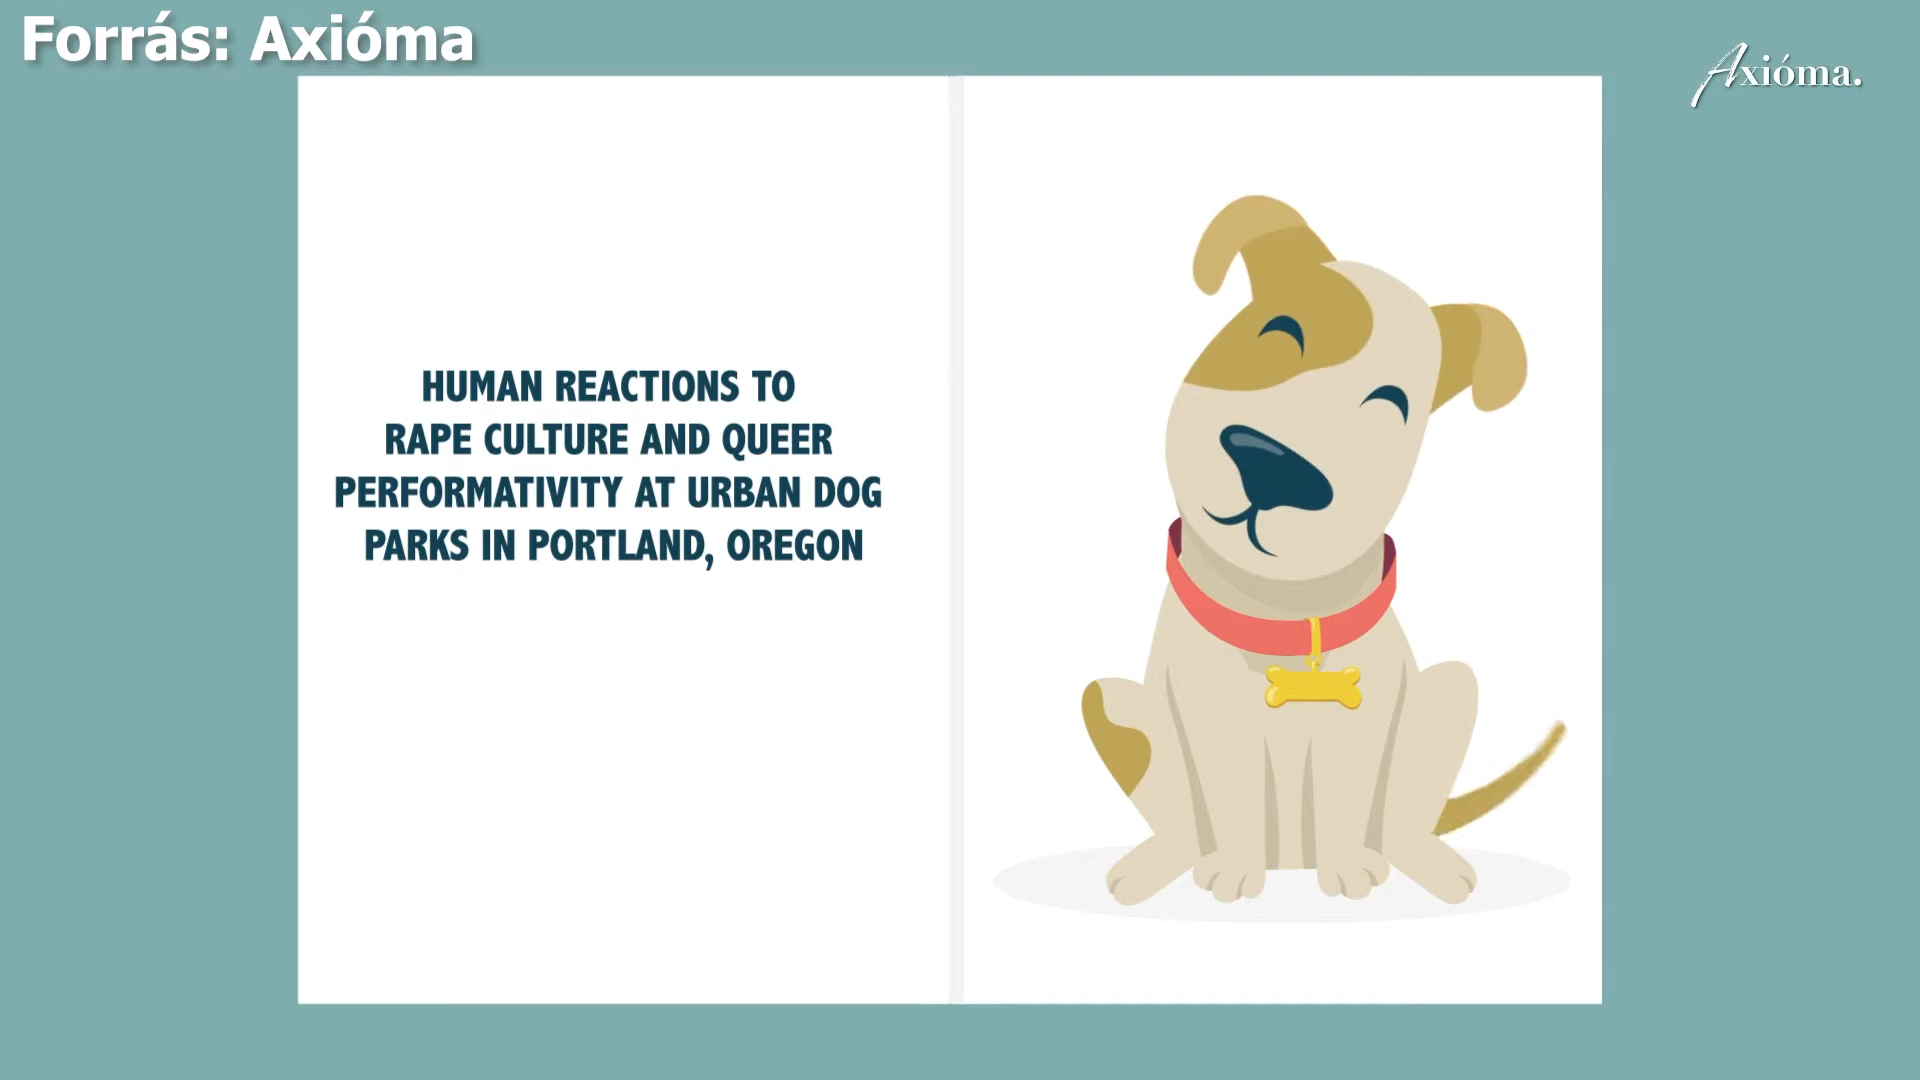 Forrás: Axióma
Axióma.
HUMAN REACTIONS TO
RAPE CULTURE AND QUEER
PERFORMATIVITY AT URBAN DOG
PARKS IN PORTLAND, OREGON